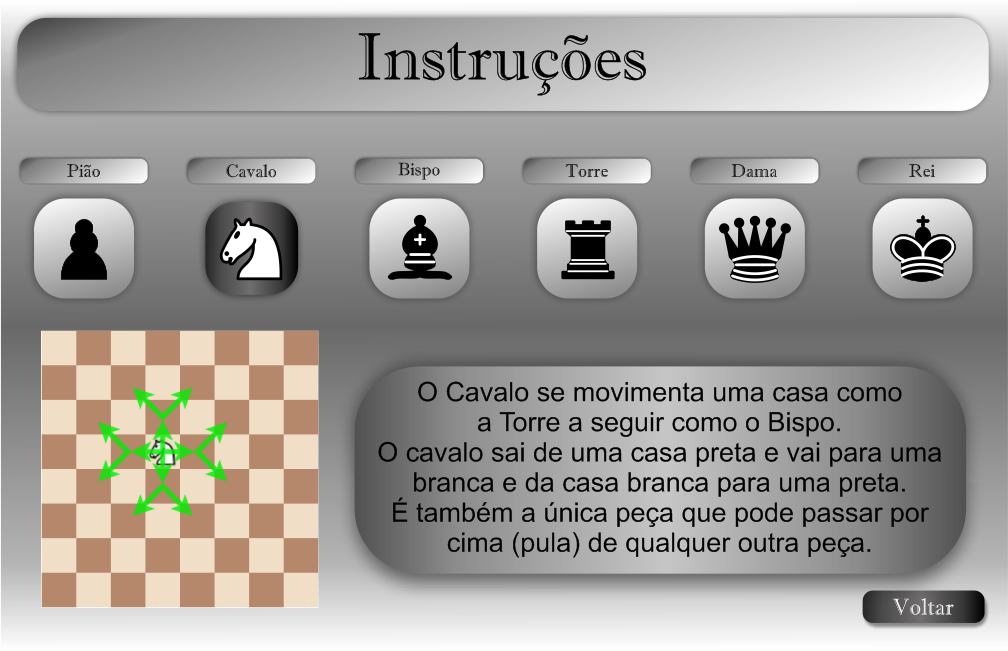 Instruções
Pião
Cavalo
Bispo
Torre
Dama
Rei
O Cavalo se movimenta uma casa como
a Torre a seguir como o Bispo.
O cavalo sai de uma casa preta e vai para uma
branca e da casa branca para uma preta.
É também a única peça que pode passar por
cima (pula) de qualquer outra peça.
Voltar